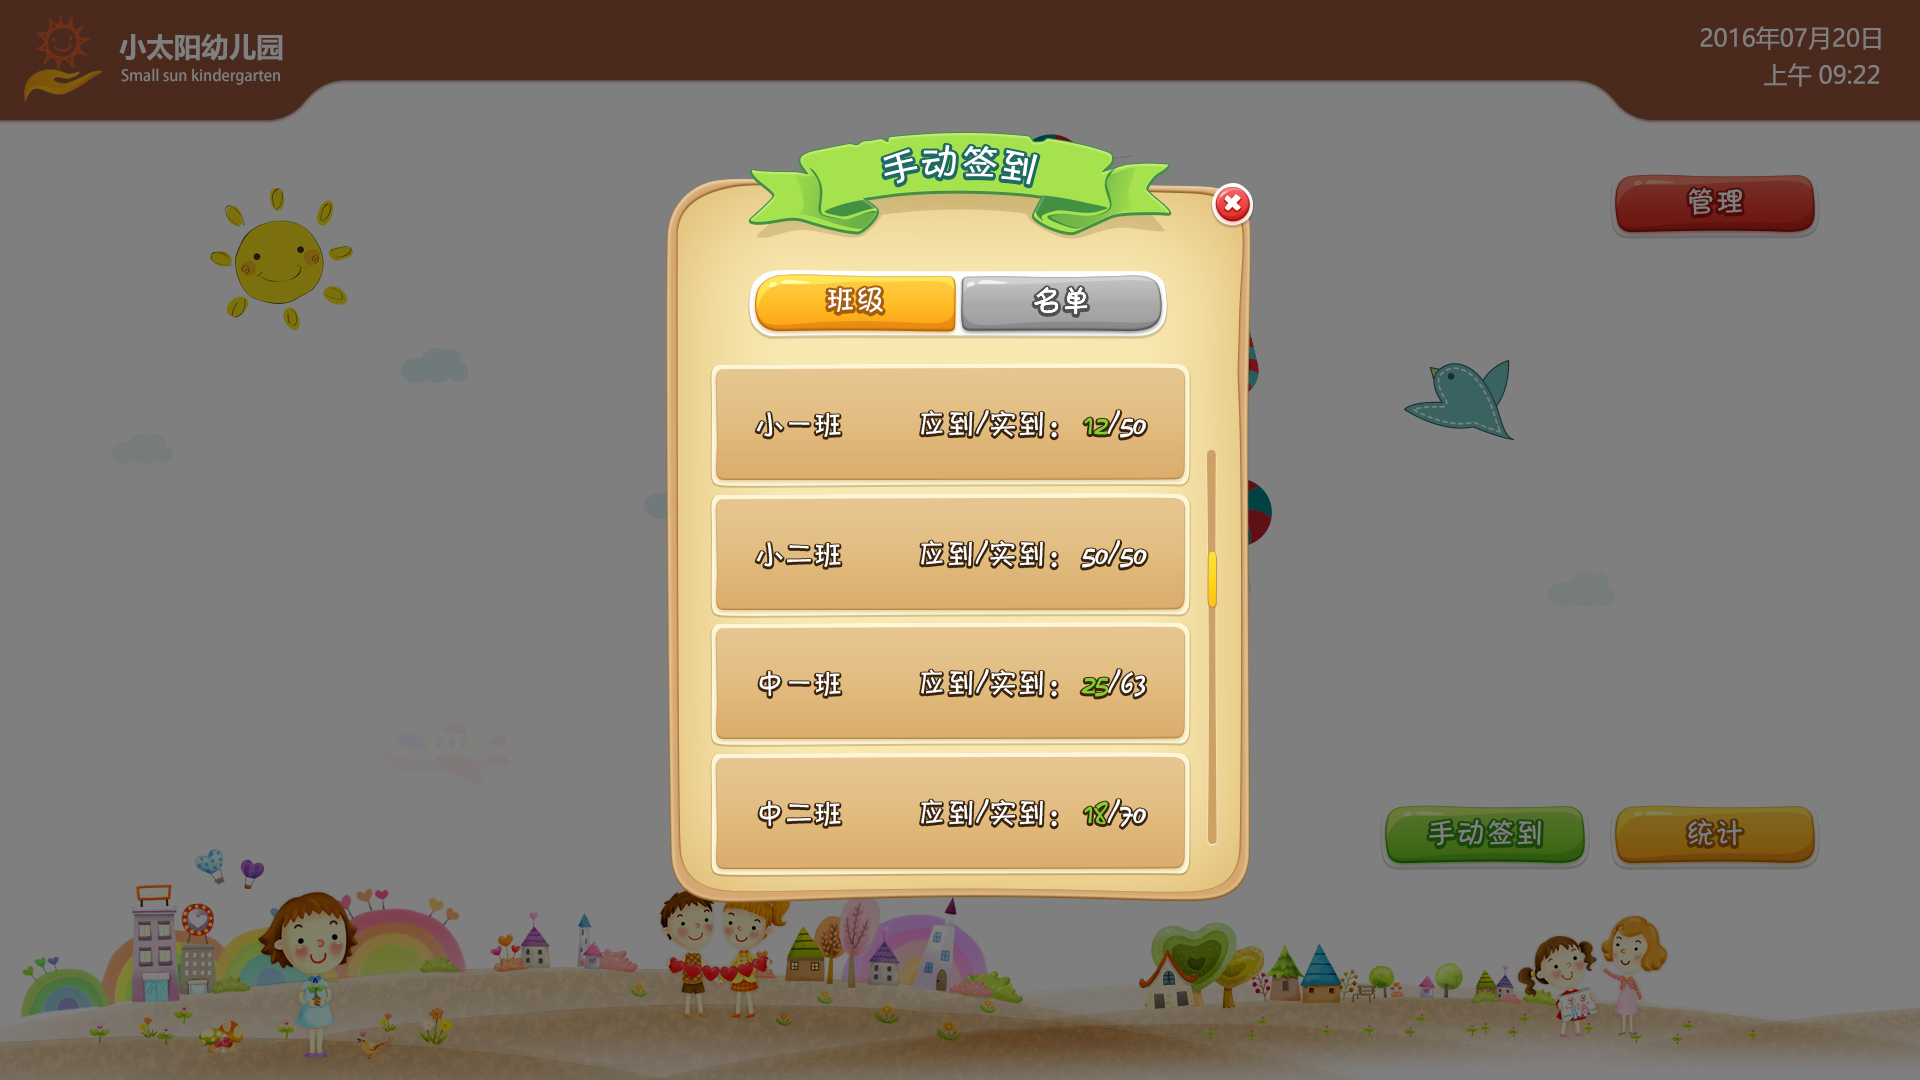 小太阳幼儿园
Small sun kindergarten
2016年07月20日
上午 09:22
手动签到
管理
班级
名单
小一班 应到/实到：12/50
小二班 应到/实到：50/50
中一班 应到/实到：25/63
中二班 应到/实到：18/70
手动签到
统计